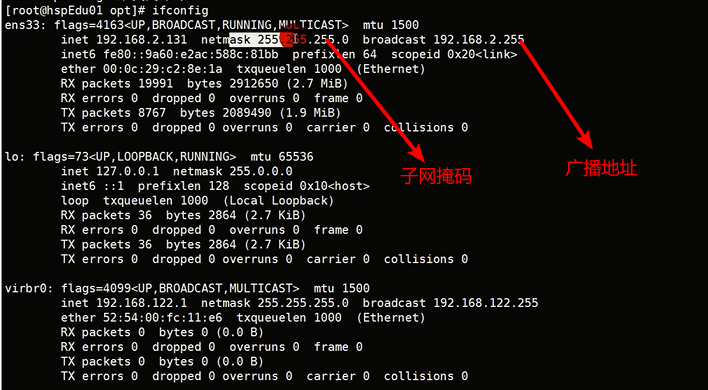 [root@hspEdu01 opt]# ifconfig
ens33: flags=4163<UP,BROADCAST,RUNNING,MULTICAST> mtu 1500
inet 192.168.2.131 netmask 255.255.255.0 broadcast 192.168.2.255
inet6 fe80::9a60:e2ac:588c:81bb prefixlen 64 scopeid 0x20<link>
ether 00:0c:29:c2:8e:1a txqueuelen 1000 (Ethernet)
RX packets 19991 bytes 2912650 (2.7 MiB)
RX errors 0 dropped 0 overruns 0 frame 0
TX packets 8767 bytes 2089490 (1.9 MiB)
TX errors 0 dropped 0 overruns 0 carrier 0 collisions 0
子网掩码
广播地址
lo: flags=73<UP,LOOPBACK,RUNNING> mtu 65536
inet 127.0.0.1 netmask 255.0.0.0
inet6 ::1 prefixlen 128 scopeid 0x10<host>
loop txqueuelen 1000 (Local Loopback)
RX packets 36 bytes 2864 (2.7 KiB)
RX errors 0 dropped 0 overruns 0 frame 0
TX packets 36 bytes 2864 (2.7 KiB)
TX errors 0 dropped 0 overruns 0 carrier 0 collisions 0
virbr0: flags=4099<UP,BROADCAST,MULTICAST> mtu 1500
inet 192.168.122.1 netmask 255.255.255.0 broadcast 192.168.122.255
ether 52:54:00:fc:11:e6 txqueuelen 1000 (Ethernet)
RX packets 0 bytes 0 (0.0 B)
RX errors 0 dropped 0 overruns 0 frame 0
TX packets 0 bytes 0 (0.0 B)
TX errors 0 dropped 0 overruns 0 carrier 0 collisions 0